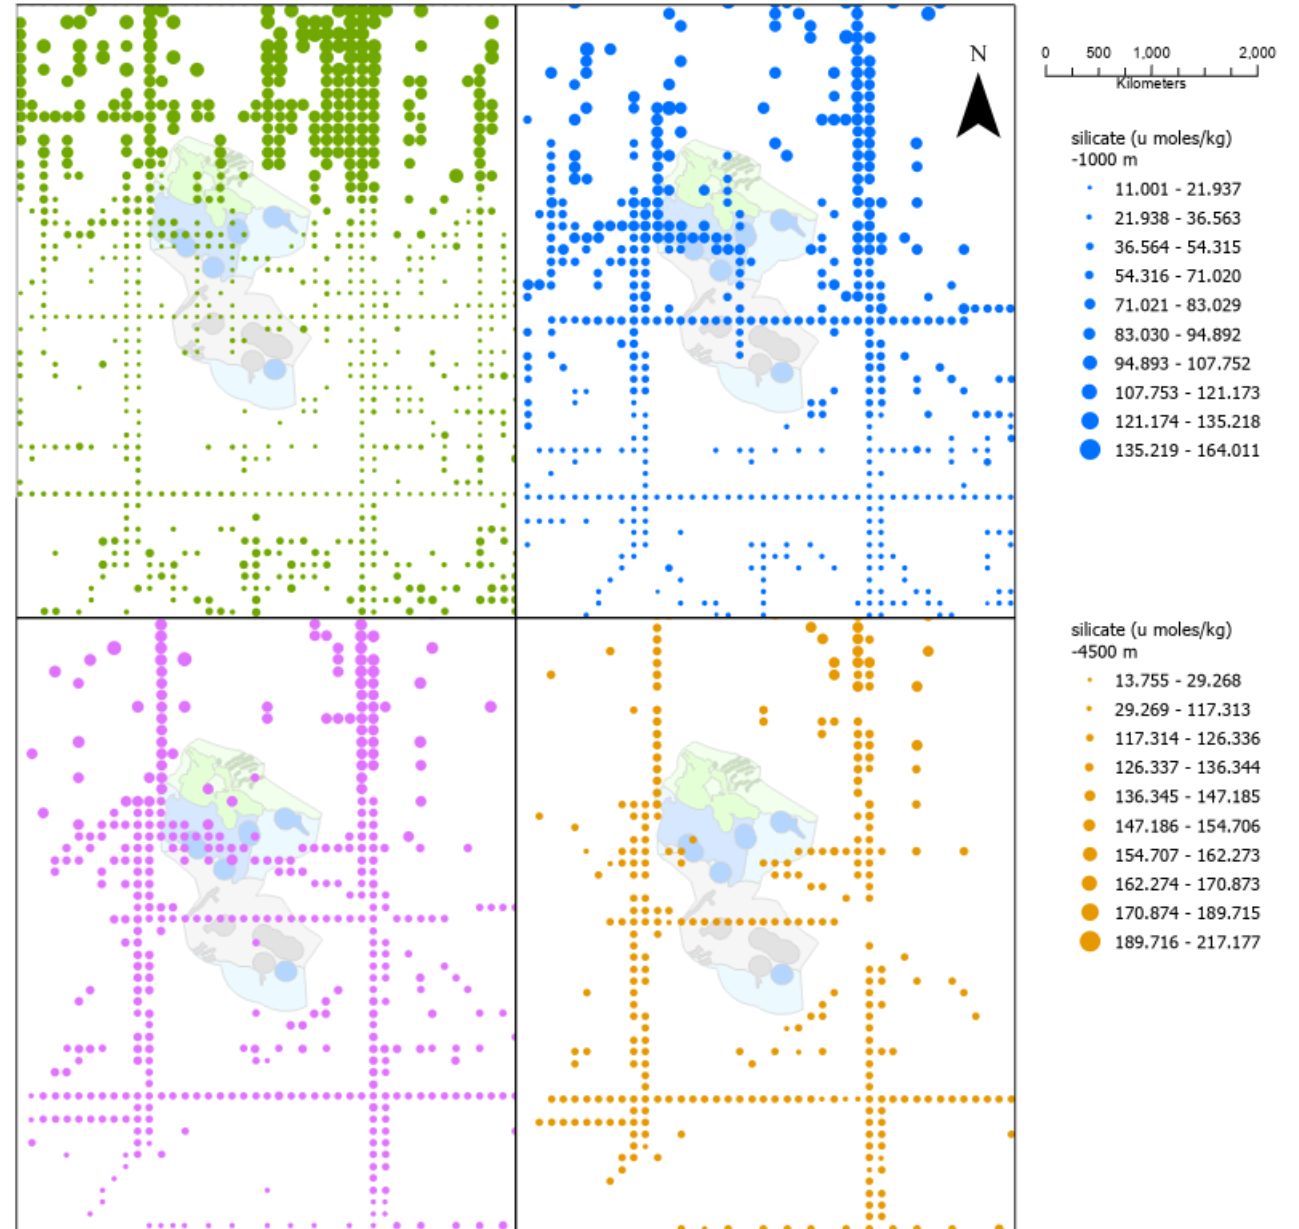 N
0 500 1,000 2,000
Kilometers
silicate (u moles/kg)
-1000 m
11.001 - 21.937
21.938 - 36.563
36.564 - 54.315
54.316 - 71.020
71.021 - 83.029
83.030 - 94.892
94.893 - 107.752
107.753 - 121.173
121.174 - 135.218
135.219 - 164.011
silicate (u moles/kg)
-4500 m
13.755 - 29.268
29.269 - 117.313
117.314 - 126.336
126.337 - 136.344
136.345 - 147.185
147.186 - 154.706
154.707 - 162.273
162.274 - 170.873
170.874 - 189.715
189.716 - 217.177